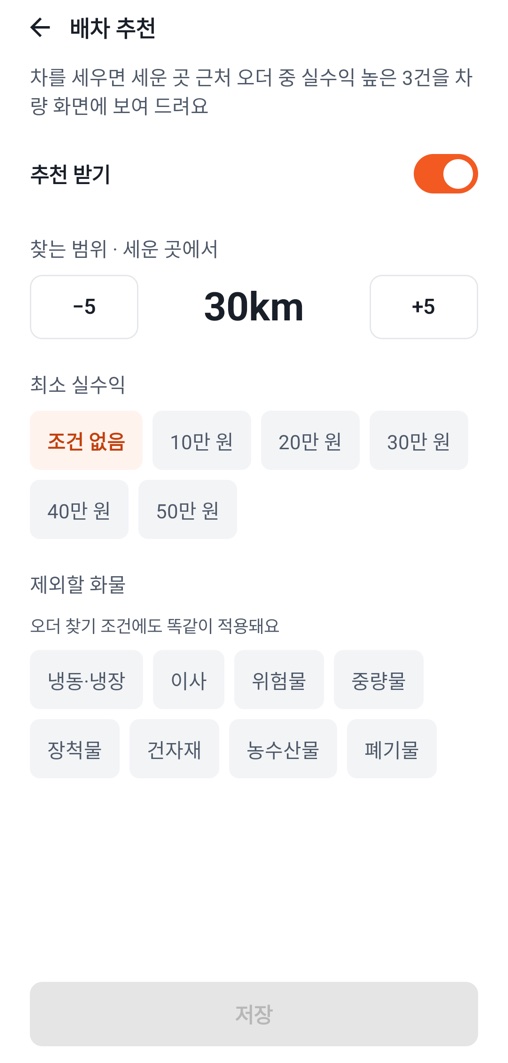 배차 추천
차를 세우면 세운 곳 근처 오더 중 실수익 높은 3건을 차
량 화면에 보여 드려요
추천 받기
찾는 범위 · 세운 곳에서
−5 30km +5
최소 실수익
조건 없음 10만 원 20만 원 30만 원
40만 원 50만 원
제외할 화물
오더 찾기 조건에도 똑같이 적용돼요
냉동·냉장 이사 위험물 중량물
장척물 건자재 농수산물 폐기물
저장